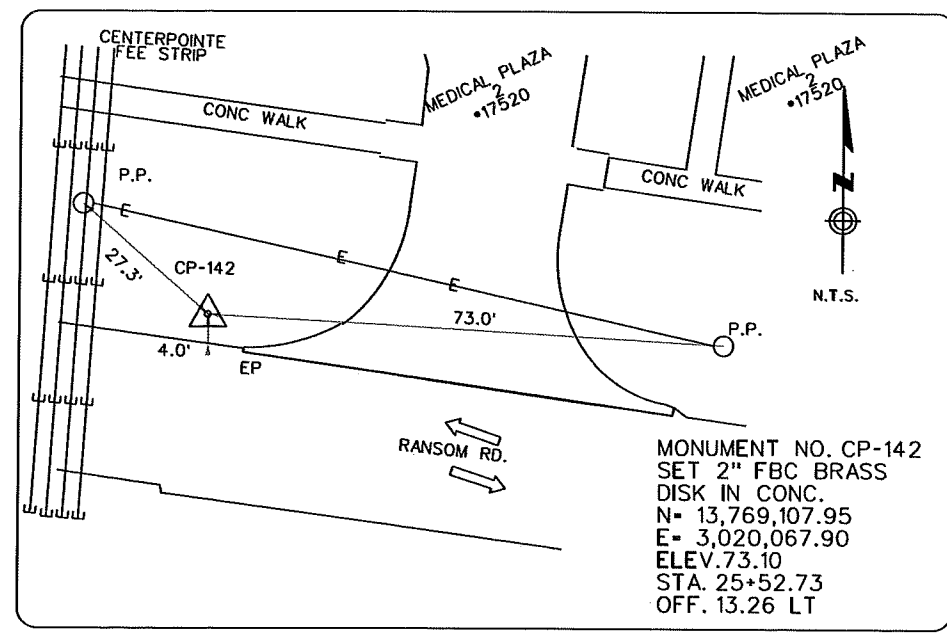 CENTERPOINTE
FEE STRIP
MEDICAL PLAZA
2
•17520
MEDICAL PLAZA
2
•17520
CONC WALK
CONC WALK
P.P.
E
N
27.3'
CP-142
E
E
N.T.S.
73.0'
P.P.
4.0'
EP
RANSOM RD.
MONUMENT NO. CP-142
SET 2" FBC BRASS
DISK IN CONC.
N= 13,769,107.95
E= 3,020,067.90
ELEV.73.10
STA. 25+52.73
OFF. 13.26 LT